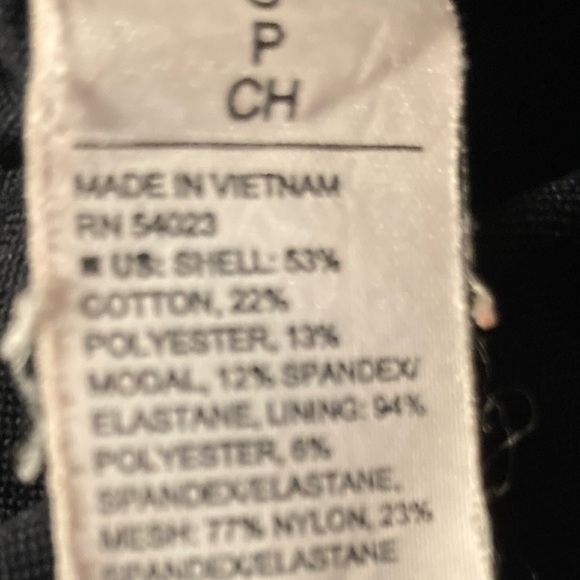 P
CH
MADE IN VIETNAM
RN 54023
■ US: SHELL: 53%
COTTON, 22%
POLYESTER, 13%
MODAL, 12% SPANDEX/
ELASTANE, LINING: 94%
POLYESTER, 6%
SPANDEX/ELASTANE,
MESH: 77% NYLON, 23%
SPANDEX/ELASTANE